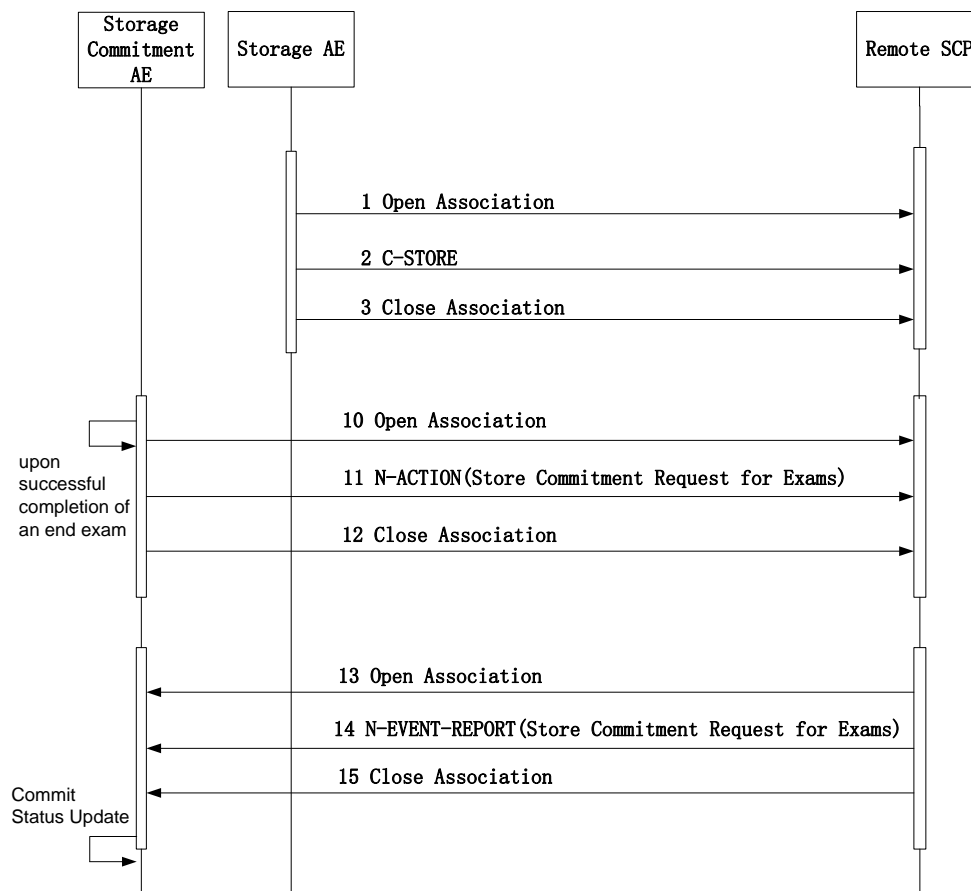 Storage
Commitment
AE
Storage AE
Remote SCP
1 Open Association
2 C-STORE
3 Close Association
10 Open Association
upon
successful
completion of
an end exam
11 N-ACTION(Store Commitment Request for Exams)
12 Close Association
13 Open Association
14 N-EVENT-REPORT(Store Commitment Request for Exams)
15 Close Association
Commit
Status Update